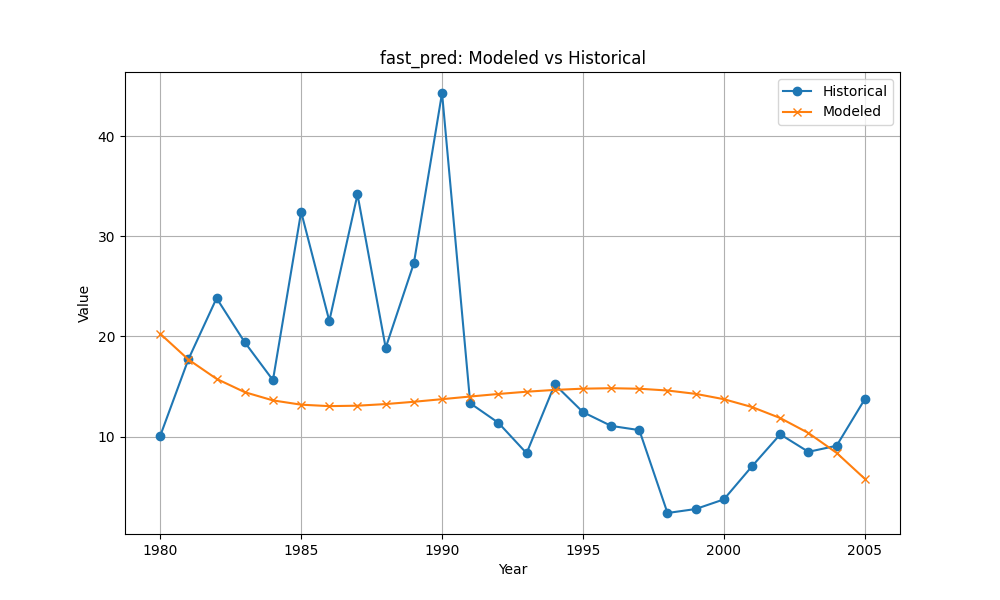 fast_pred: Modeled vs Historical
Historical
Modeled
Value
40
30
20
10
1980
1985
1990
1995
2000
2005
Year